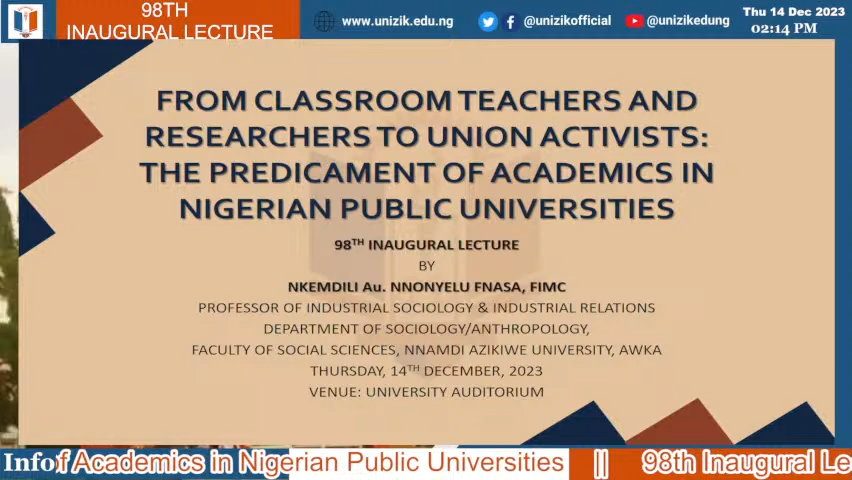 98TH
INAUGURAL LECTURE
www.unizik.edu.ng
@unizikofficial
@unizikedung
Thu 14 Dec 2023
02:14 PM
FROM CLASSROOM TEACHERS AND
RESEARCHERS TO UNION ACTIVISTS:
THE PREDICAMENT OF ACADEMICS IN
NIGERIAN PUBLIC UNIVERSITIES
98TH INAUGURAL LECTURE
BY
NKEMDILI Au. NNONYELU FNASA, FIMC
PROFESSOR OF INDUSTRIAL SOCIOLOGY & INDUSTRIAL RELATIONS
DEPARTMENT OF SOCIOLOGY/ANTHROPOLOGY,
FACULTY OF SOCIAL SCIENCES, NNAMDI AZIKIWE UNIVERSITY, AWKA
THURSDAY, 14TH DECEMBER, 2023
VENUE: UNIVERSITY AUDITORIUM
Info f Academics in Nigerian Public Universities || 98th Inaugural Le